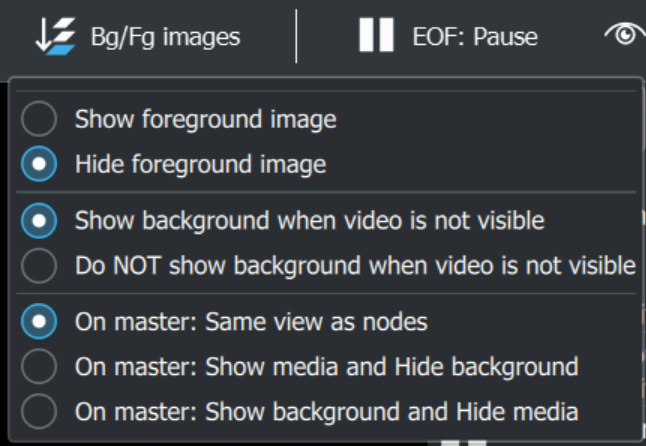 Bg/Fg images
EOF: Pause
Show foreground image
Hide foreground image
Show background when video is not visible
Do NOT show background when video is not visible
On master: Same view as nodes
On master: Show media and Hide background
On master: Show background and Hide media